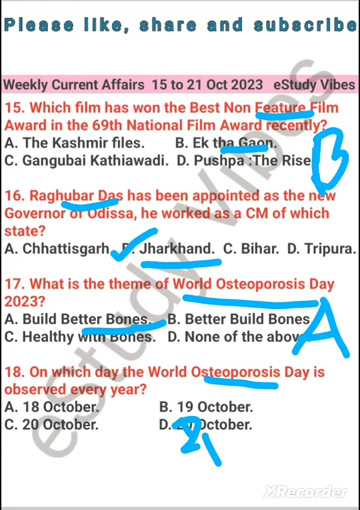 Please like, share and subscribe
Weekly Current Affairs 15 to 21 Oct 2023 eStudy Vibes
15. Which film has won the Best Non Feature Film
Award in the 69th National Film Award recently?
A. The Kashmir files. B. Ek tha Gaon.
C. Gangubai Kathiawadi. D. Pushpa :The Rise
B
16. Raghubar Das has been appointed as the new
Governor of Odissa, he worked as a CM of which
state?
A. Chhattisgarh. B. Jharkhand. C. Bihar. D. Tripura.
17. What is the theme of World Osteoporosis Day
2023?
A. Build Better Bones. B. Better Build Bones
C. Healthy with Bones. D. None of the above
A
18. On which day the World Osteoporosis Day is
observed every year?
A. 18 October. B. 19 October.
C. 20 October. D. October.
eStudy Vibes
XRecorder